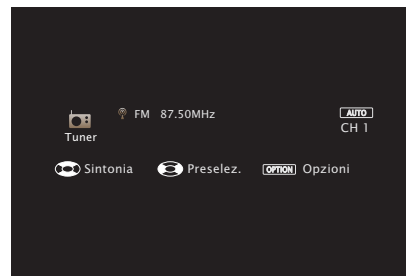 FM 87.50MHz
AUTO
CH 1
Tuner
Sintonia Preselez. OPTION Opzioni